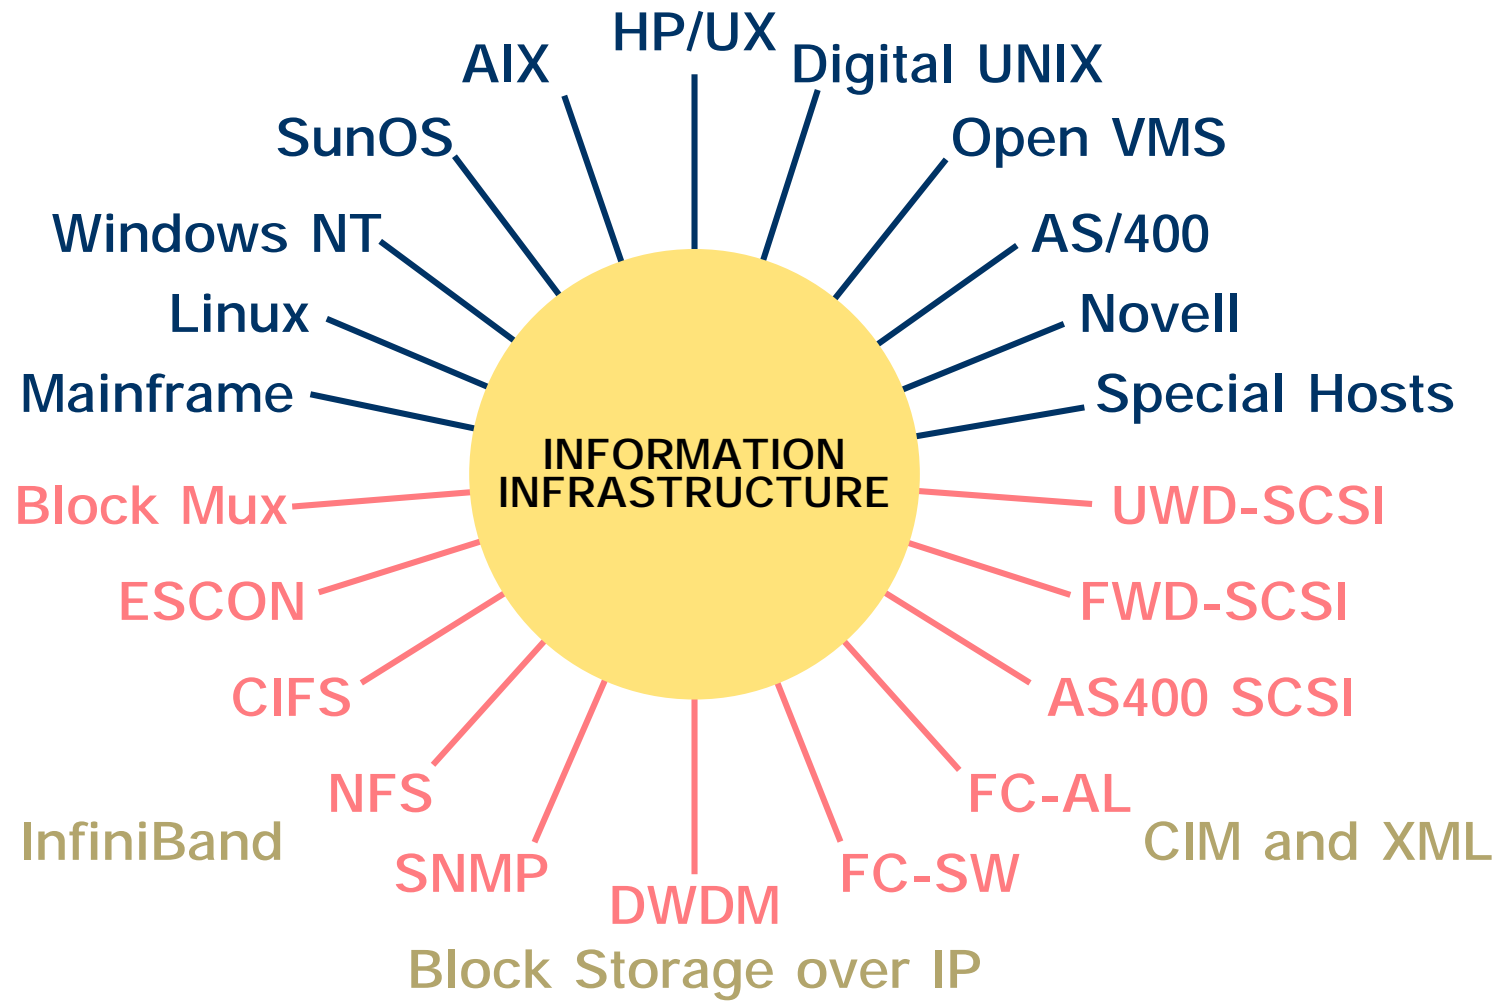 HP/UX
AIX
Digital UNIX
SunOS
Open VMS
Windows NT
AS/400
Linux
Novell
Mainframe
Special Hosts
INFORMATION
INFRASTRUCTURE
Block Mux
UWD-SCSI
ESCON
FWD-SCSI
CIFS
AS400 SCSI
NFS
FC-AL
InfiniBand
CIM and XML
SNMP
FC-SW
DWDM
Block Storage over IP